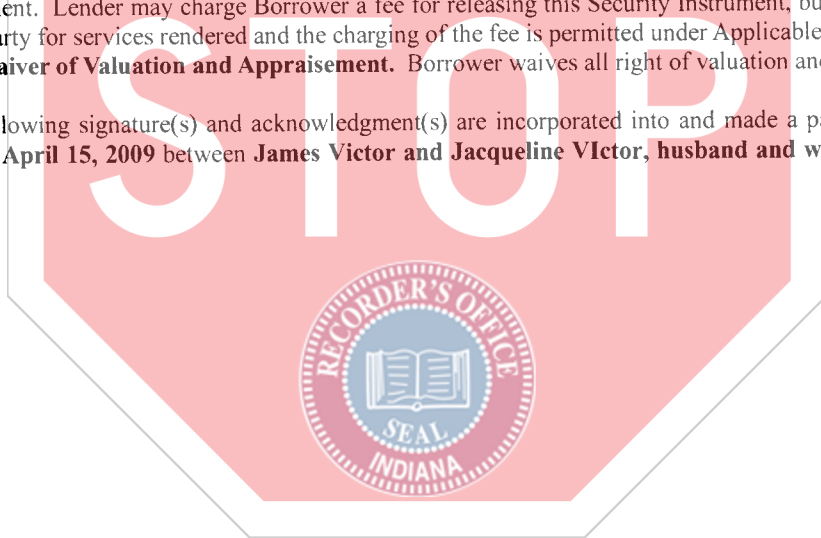 ent. Lender may charge Borrower a fee for releasing this Security Instrument, bu
rty for services rendered and the charging of the fee is permitted under Applicable
aiver of Valuation and Appraisement. Borrower waives all right of valuation and
lowing signature(s) and acknowledgment(s) are incorporated into and made a p
April 15, 2009 between James Victor and Jacqueline VIctor, husband and w
STOP
RECORDER'S OFFICE
SEAL
INDIANA